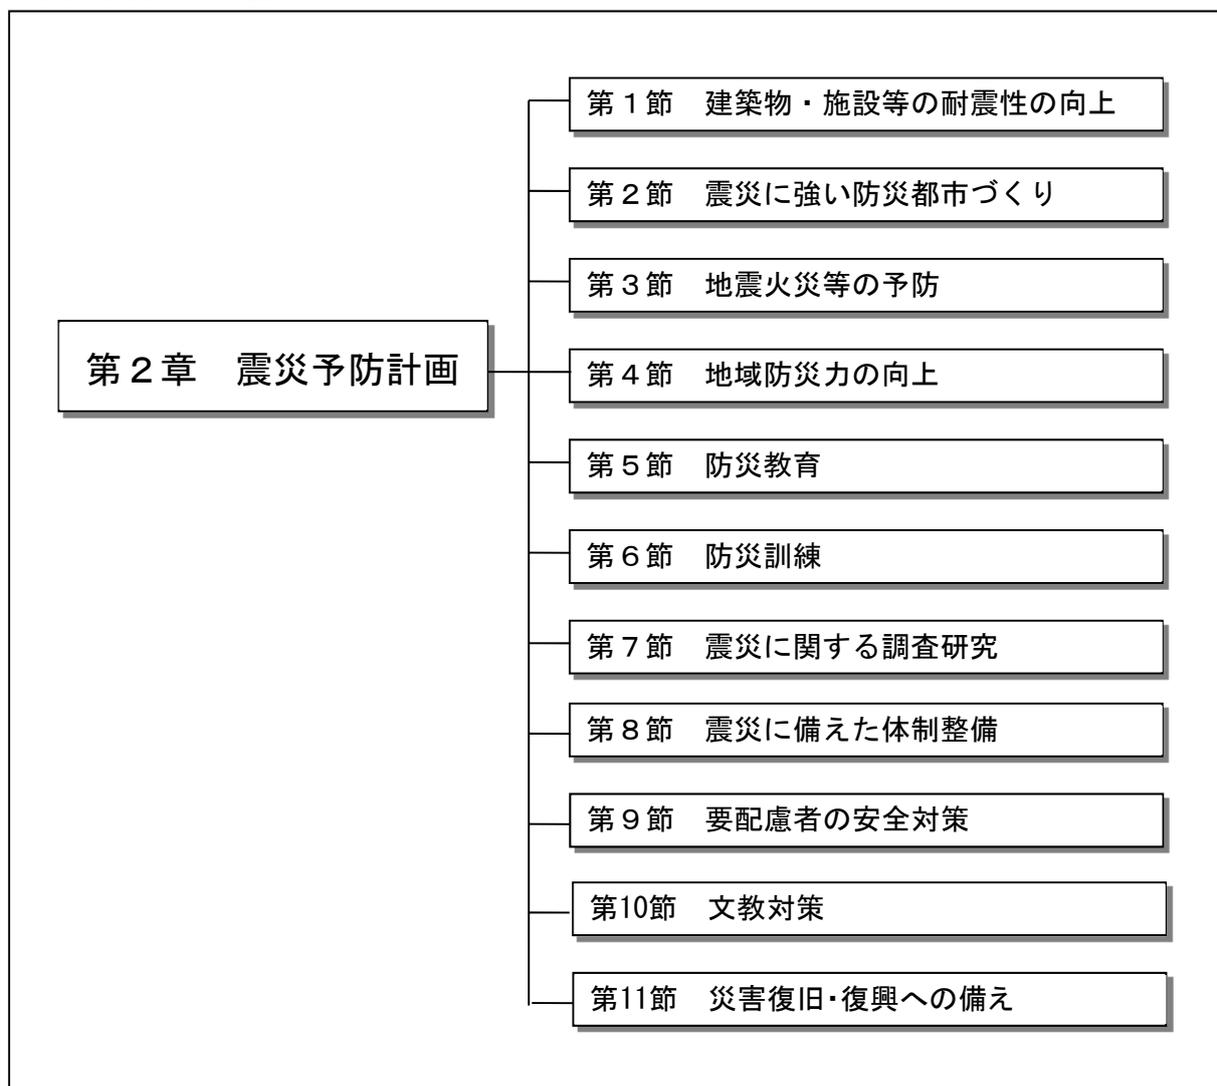 第２章　震災予防計画
第１節　建築物・施設等の耐震性の向上
第２節　震災に強い防災都市づくり
第３節　地震火災等の予防
第４節　地域防災力の向上
第５節　防災教育
第６節　防災訓練
第７節　震災に関する調査研究
第８節　震災に備えた体制整備
第９節　要配慮者の安全対策
第10節　文教対策
第11節　災害復旧・復興への備え